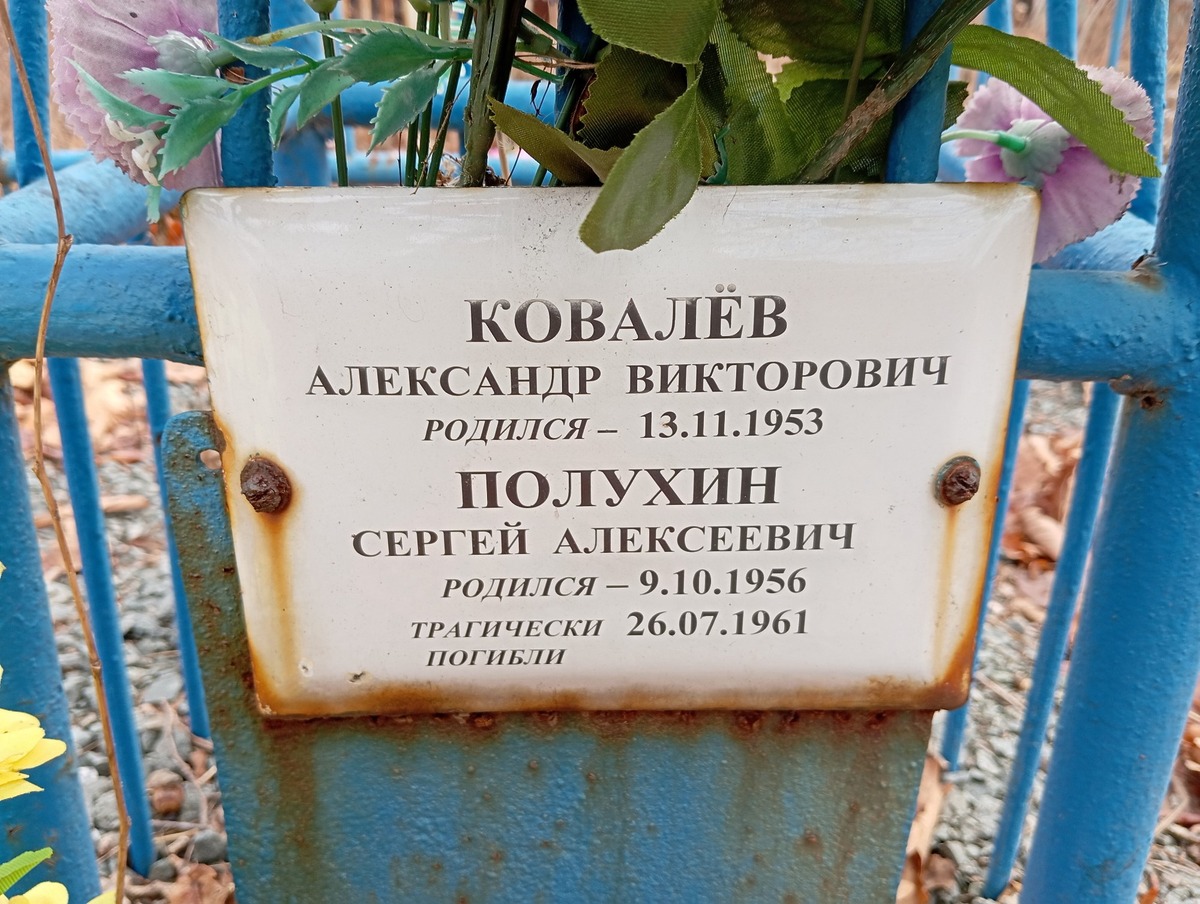 КОВАЛЁВ
АЛЕКСАНДР ВИКТОРОВИЧ
РОДИЛСЯ – 13.11.1953
ПОЛУХИН
СЕРГЕЙ АЛЕКСЕЕВИЧ
РОДИЛСЯ – 9.10.1956
ТРАГИЧЕСКИ 26.07.1961
ПОГИБЛИ